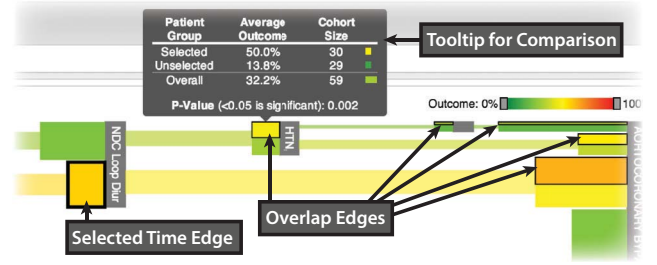 Patient Group Average Outcome Cohort Size
Selected 50.0% 30
Unselected 13.8% 29
Overall 32.2% 59
P-Value (<0.05 is significant): 0.002
Tooltip for Comparison
Outcome: 0% 100
NDC Loop Diur
HTN.
Overlap Edges
Selected Time Edge